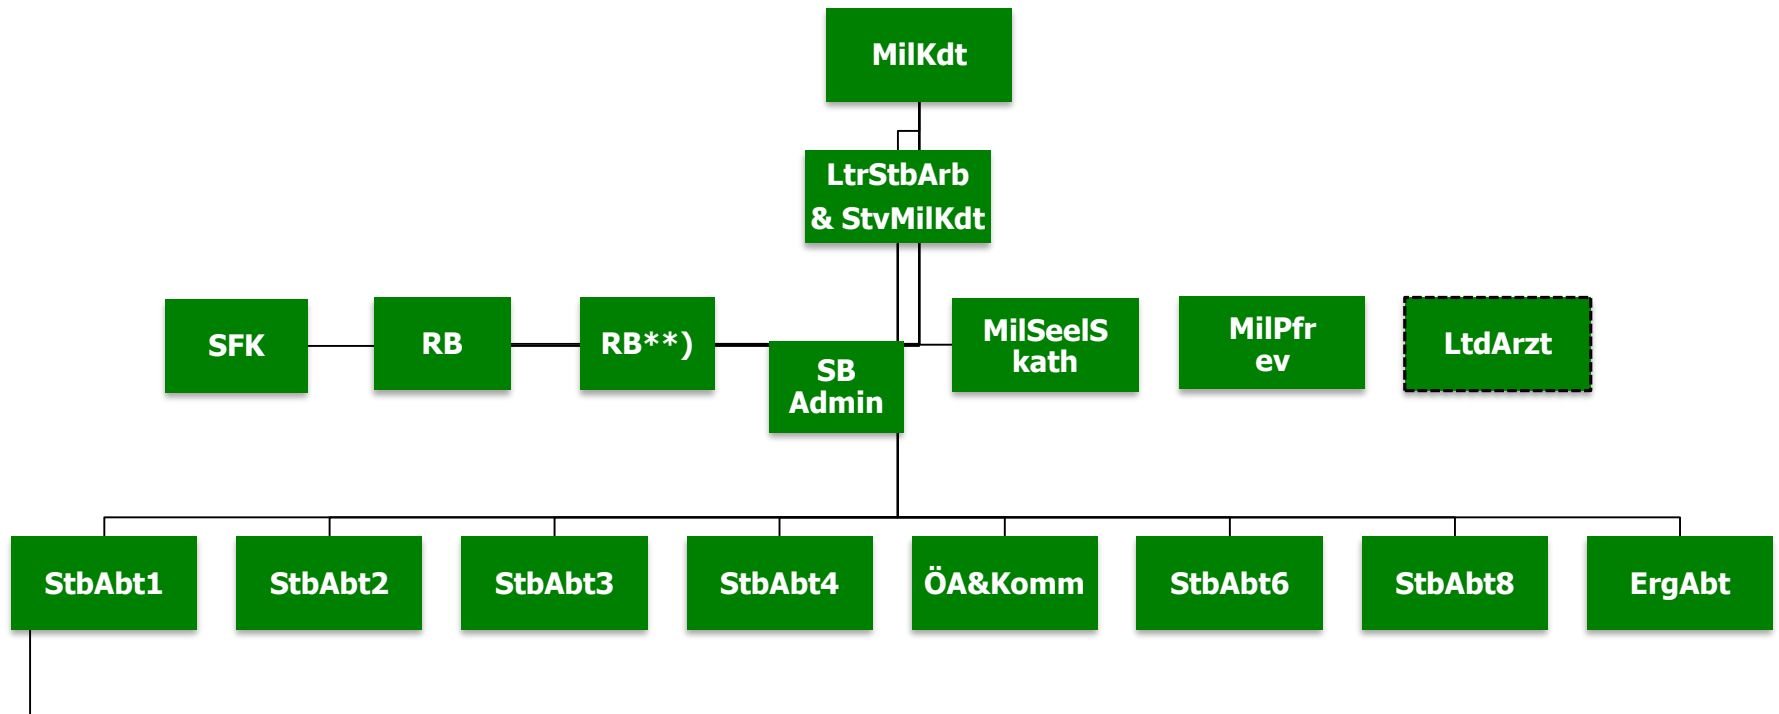 MilKdt
LtrStbArb
& StvMilKdt
SFK
RB
RB**)
SB
Admin
MilSeelS
kath
MilPfr
ev
LtdArzt
StbAbt1
StbAbt2
StbAbt3
StbAbt4
ÖA&Komm
StbAbt6
StbAbt8
ErgAbt